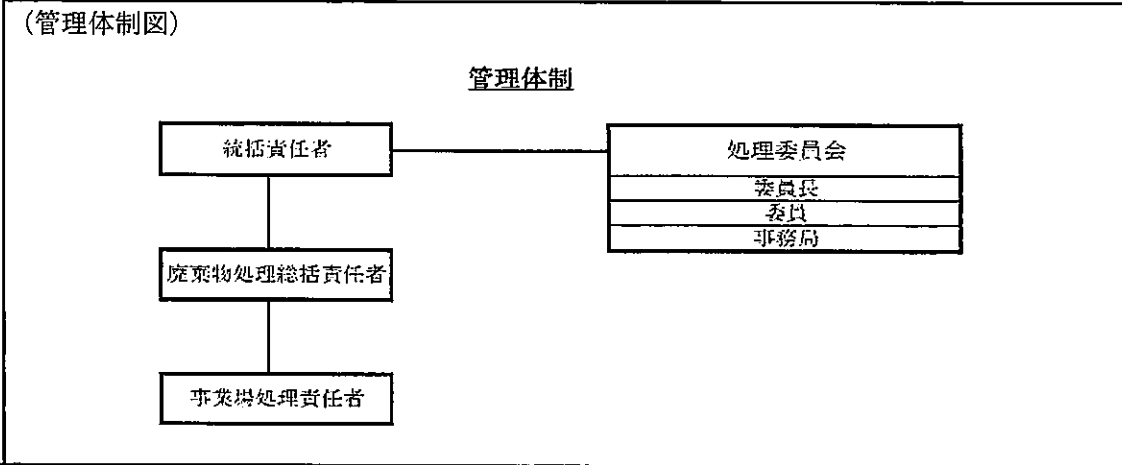 (管理体制図)
管理体制
統括責任者
処理委員会
委員長
委員
事務局
廃棄物処理総括責任者
事業場処理責任者